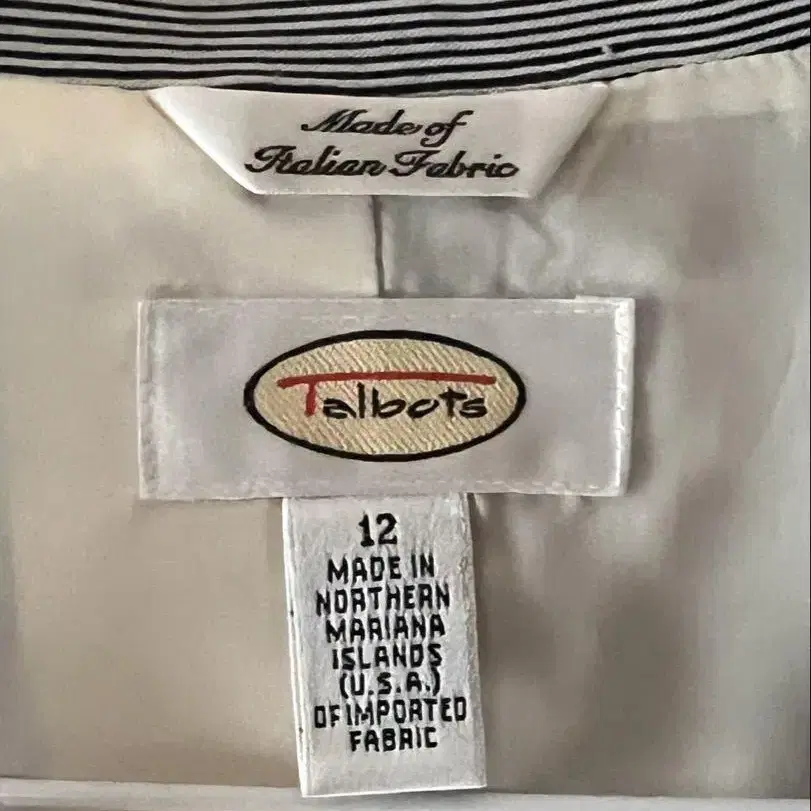 Made of
Italian Fabric
Talbots
12
MADE IN
NORTHERN
MARIANA
ISLANDS
(U.S.A.)
OF IMPORTED
FABRIC